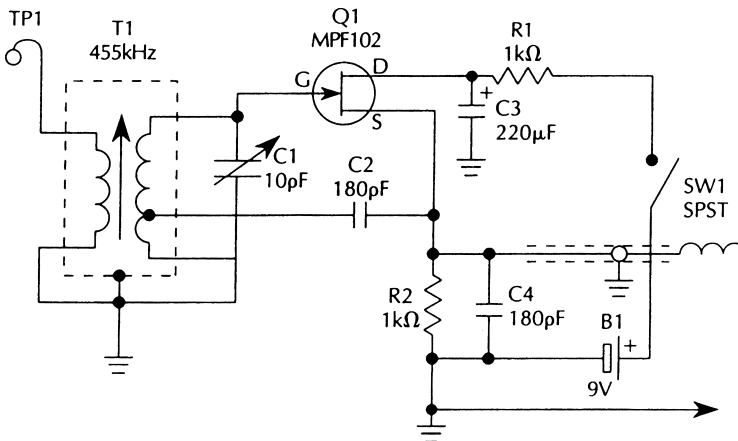 TP1
T1
455kHz
Q1
MPF102
G
D
S
R1
1kΩ
+
C3
220μF
C1
10pF
C2
180pF
SW1
SPST
R2
1kΩ
C4
180pF
B1
+
9V